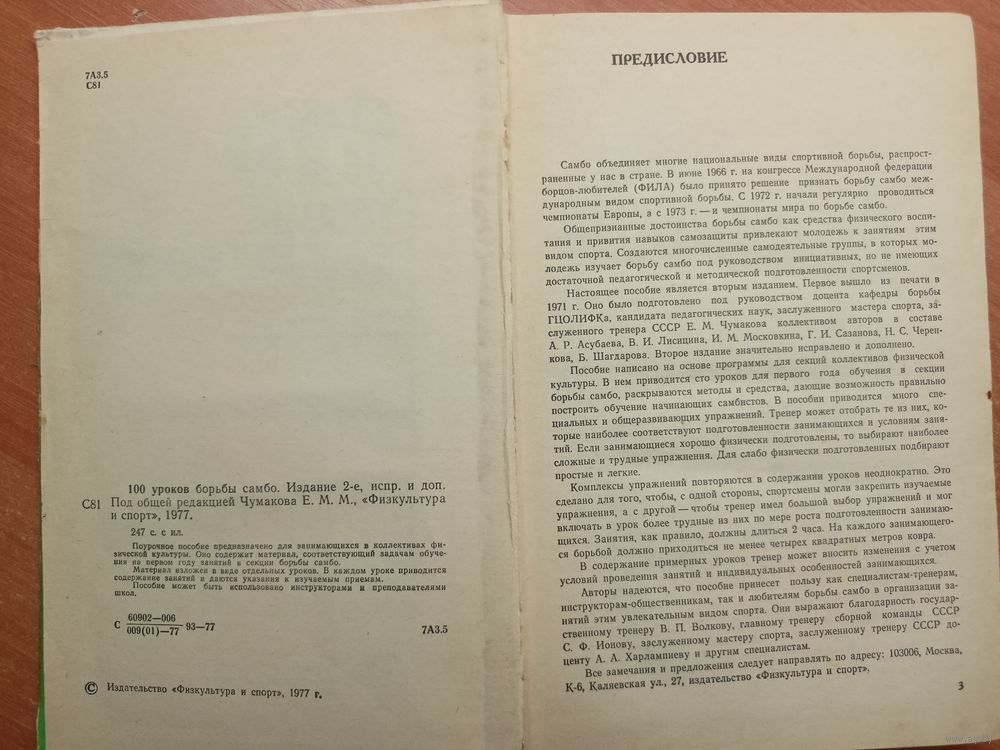 7А3.5
С81
100 уроков борьбы самбо. Издание 2-е, испр. и доп.
С81 Под общей редакцией Чумакова Е. М. М., «Физкультура
и спорт», 1977.
247 с. с ил.
Поурочное пособие предназначено для занимающихся в коллективах фи-
зической культуры. Оно содержит материал, соответствующий задачам обуче-
ния на первом году занятий в секции борьбы самбо.
Материал изложен в виде отдельных уроков. В каждом уроке приводится
содержание занятий и даются указания к изучаемым приемам.
Пособие может быть использовано инструкторами и преподавателями
школ.
60902—006
С 93—77
009(01)—77
7А3.5
© Издательство «Физкультура и спорт», 1977 г.
ПРЕДИСЛОВИЕ
Самбо объединяет многие национальные виды спортивной борьбы, распрост-
раненные у нас в стране. В июне 1966 г. на конгрессе Международной федерации
борцов-любителей (ФИЛА) было принято решение признать борьбу самбо меж-
дународным видом спортивной борьбы. С 1972 г. начали регулярно проводиться
чемпионаты Европы, а с 1973 г. — и чемпионаты мира по борьбе самбо.
Общепризнанные достоинства борьбы самбо как средства физического воспи-
тания и привития навыков самозащиты привлекают молодежь к занятиям этим
видом спорта. Создаются многочисленные самодеятельные группы, в которых мо-
лодежь изучает борьбу самбо под руководством инициативных, но не имеющих
достаточной педагогической и методической подготовленности спортсменов.
Настоящее пособие является вторым изданием. Первое вышло из печати в
1971 г. Оно было подготовлено под руководством доцента кафедры борьбы
ГЦОЛИФКа, кандидата педагогических наук, заслуженного мастера спорта, за-
служенного тренера СССР Е. М. Чумакова коллективом авторов в составе
А. Р. Асубаева, В. И. Лисицина, И. М. Московкина, Г. И. Сазанова, Н. С. Черен-
кова, Б. Шагдарова. Второе издание значительно исправлено и дополнено.
Пособие написано на основе программы для секций коллективов физической
культуры. В нем приводится сто уроков для первого года обучения в секции
борьбы самбо, раскрываются методы и средства, дающие возможность правильно
построить обучение начинающих самбистов. В пособии приводится много спе-
циальных и общеразвивающих упражнений. Тренер может отобрать те из них, ко-
торые наиболее соответствуют подготовленности занимающихся и условиям заня-
тий. Если занимающиеся хорошо физически подготовлены, то выбирают наиболее
сложные и трудные упражнения. Для слабо физически подготовленных подбирают
простые и легкие.
Комплексы упражнений повторяются в содержании уроков неоднократно. Это
сделано для того, чтобы, с одной стороны, спортсмены могли закрепить изучаемые
упражнения, а с другой — чтобы тренер имел большой выбор упражнений и мог
включать в урок более трудные из них по мере роста подготовленности занимаю-
щихся. Занятия, как правило, должны длиться 2 часа. На каждого занимающего-
ся борьбой должно приходиться не менее четырех квадратных метров ковра.
В содержание примерных уроков тренер может вносить изменения с учетом
условий проведения занятий и индивидуальных особенностей занимающихся.
Авторы надеются, что пособие принесет пользу как специалистам-тренерам,
инструкторам-общественникам, так и любителям борьбы самбо в организации за-
нятий этим увлекательным видом спорта. Они выражают благодарность государ-
ственному тренеру В. П. Волкову, главному тренеру сборной команды СССР
С. Ф. Ионову, заслуженному мастеру спорта, заслуженному тренеру СССР до-
центу А. А. Харлампиеву и другим специалистам.
Все замечания и предложения следует направлять по адресу: 103006, Москва,
К-6, Каляевская ул., 27, издательство «Физкультура и спорт».
3